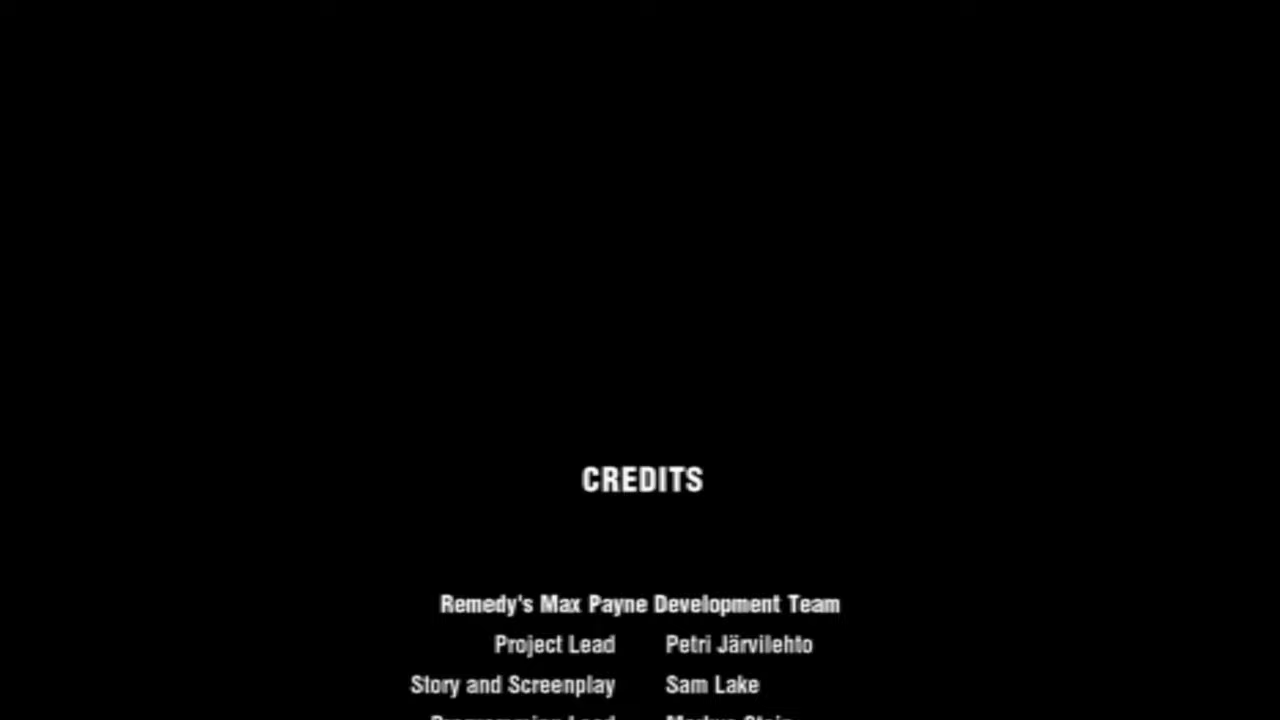 CREDITS
Remedy's Max Payne Development Team
Project Lead Petri Järvilehto
Story and Screenplay Sam Lake